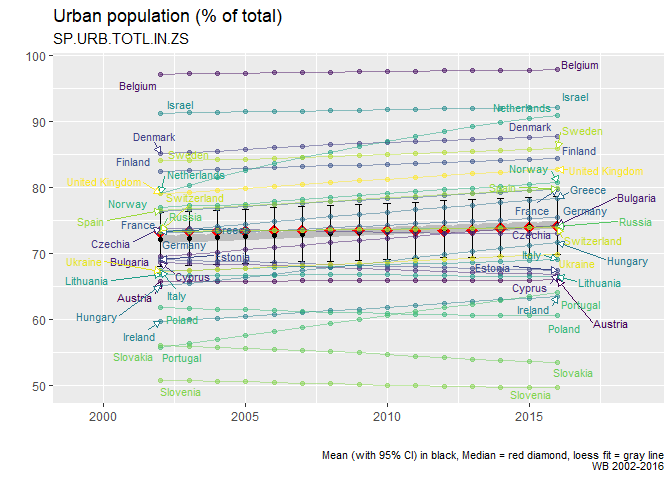 Urban population (% of total)
SP.URB.TOTL.IN.ZS
100
90
80
70
60
50
Belgium
Israel
Denmark
Finland
Sweden
Netherlands
United Kingdom
Switzerland
Norway
Russia
Spain
France
Greece
Czechia
Germany
Estonia
Ukraine
Bulgaria
Cyprus
Lithuania
Italy
Austria
Hungary
Poland
Ireland
Slovakia
Portugal
Slovenia
Belgium
Israel
Netherlands
Denmark
Sweden
Finland
Norway
United Kingdom
Spain
Greece
Bulgaria
France
Germany
Russia
Czechia
Switzerland
Italy
Hungary
Estonia
Ukraine
Cyprus
Lithuania
Ireland
Portugal
Poland
Austria
Slovakia
Slovenia
2000
2005
2010
2015
Mean (with 95% CI) in black, Median = red diamond, loess fit = gray line
WB 2002-2016